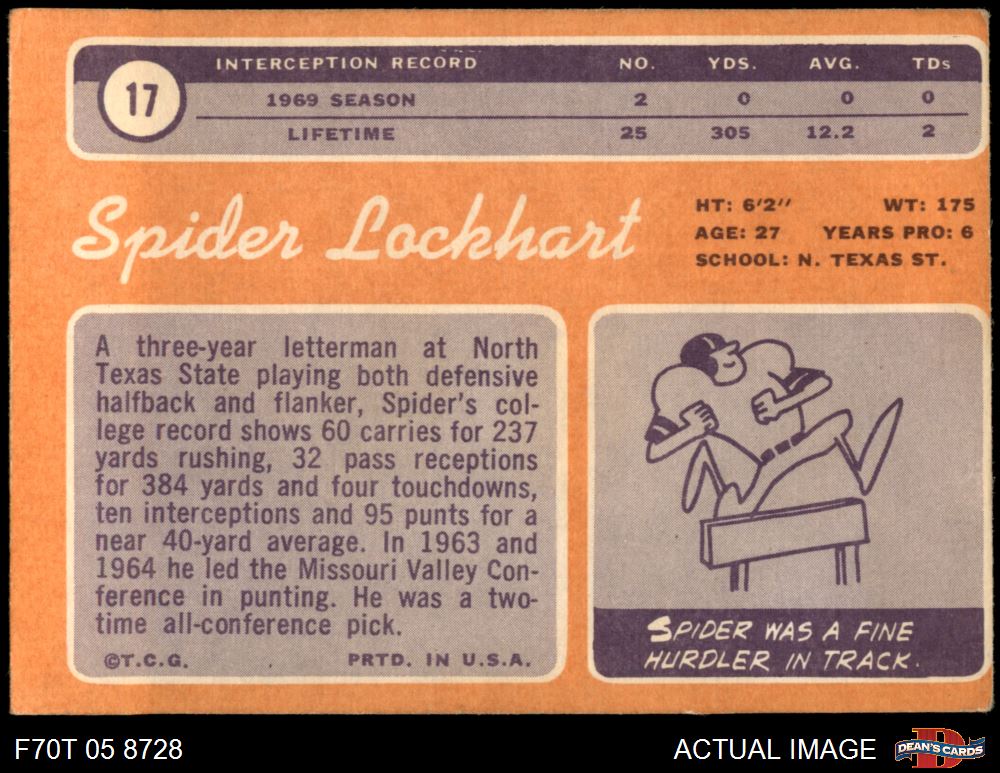 17
INTERCEPTION RECORD NO. YDS. AVG. TDs
1969 SEASON 2 0 0 0
LIFETIME 25 305 12.2 2
Spider Lockhart
HT: 6'2" WT: 175
AGE: 27 YEARS PRO: 6
SCHOOL: N. TEXAS ST.
A three-year letterman at North
Texas State playing both defensive
halfback and flanker, Spider's col-
lege record shows 60 carries for 237
yards rushing, 32 pass receptions
for 384 yards and four touchdowns,
ten interceptions and 95 punts for a
near 40-yard average. In 1963 and
1964 he led the Missouri Valley Con-
ference in punting. He was a two-
time all-conference pick.
©T.C.G. PRTD. IN U.S.A.
SPIDER WAS A FINE
HURDLER IN TRACK.
F70T 05 8728
ACTUAL IMAGE
D
DEAN'S CARDS